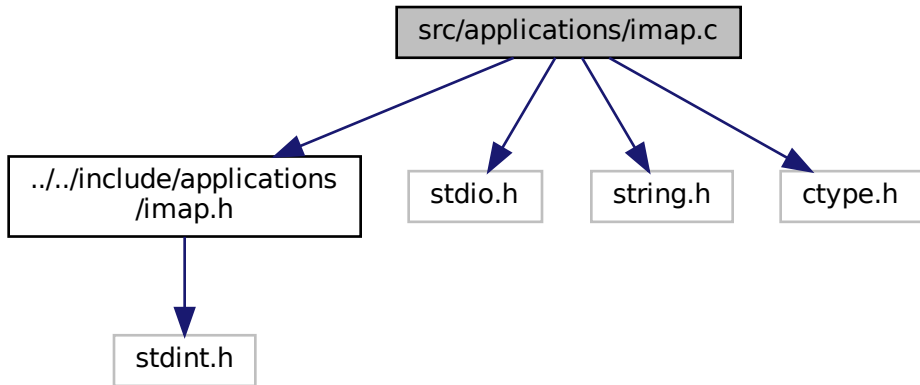 src/applications/imap.c
../../include/applications
/imap.h
stdio.h
string.h
ctype.h
stdint.h